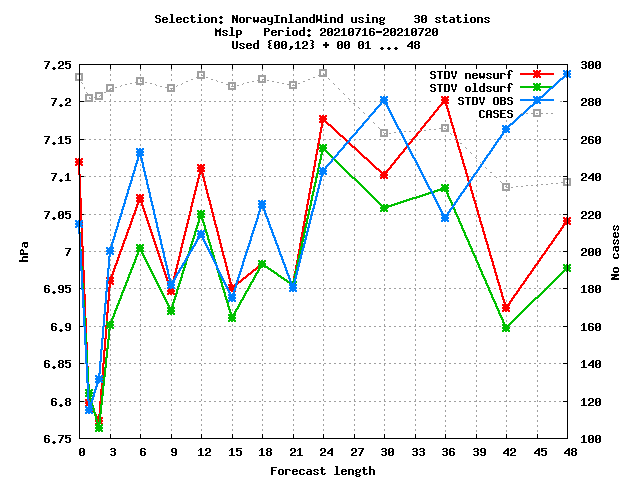 Selection: NorwayInlandWind using    30 stations
Mslp   Period: 20210716-20210720
Used {00,12} + 00 01 ... 48
7.25
7.2
7.15
7.1
7.05
7
6.95
6.9
6.85
6.8
6.75
hPa
STDV newsurf
STDV oldsurf
STDV OBS
CASES
300
280
260
240
220
200
180
160
140
120
100
No cases
0 3 6 9 12 15 18 21 24 27 30 33 36 39 42 45 48
Forecast length